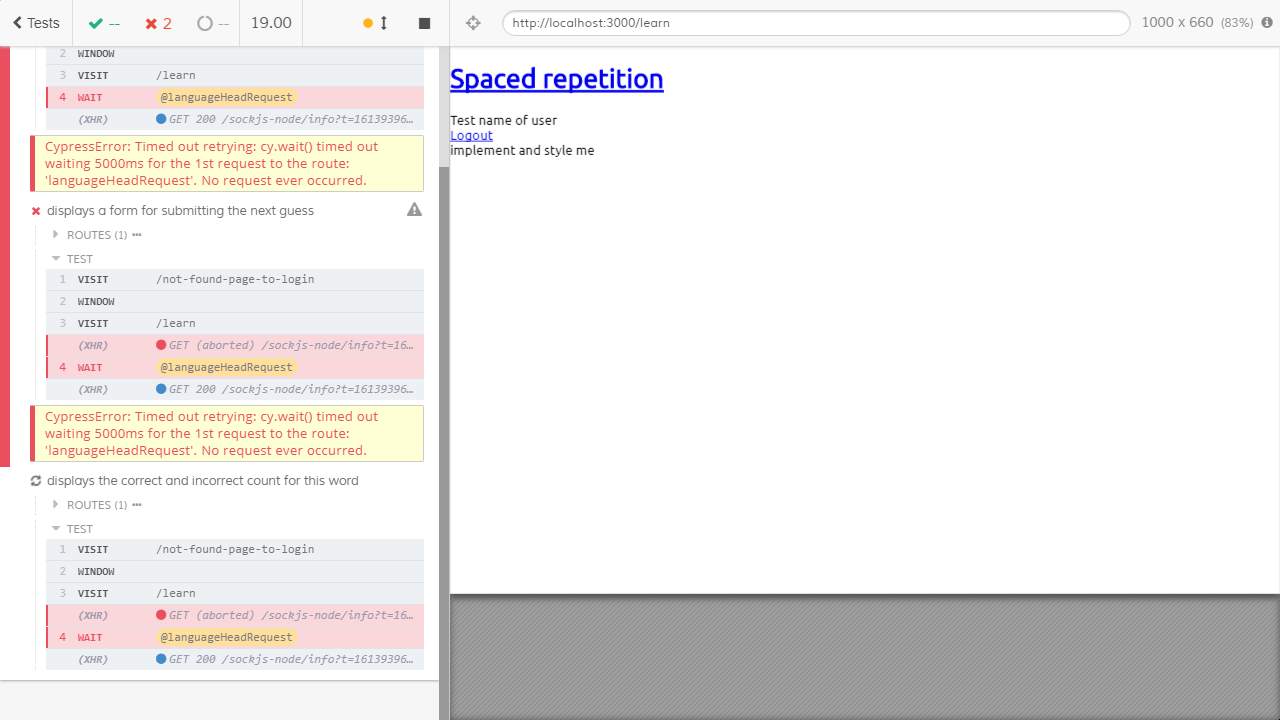 Tests
--
2
--
19.00
http://localhost:3000/learn
1000 x 660 (83%)
2 WINDOW
3 VISIT /learn
4 WAIT @languageHeadRequest
(XHR) GET 200 /sockjs-node/info?t=16139396…
CypressError: Timed out retrying: cy.wait() timed out
waiting 5000ms for the 1st request to the route:
'languageHeadRequest'. No request ever occurred.
displays a form for submitting the next guess
ROUTES (1)
TEST
1 VISIT /not-found-page-to-login
2 WINDOW
3 VISIT /learn
(XHR) GET (aborted) /sockjs-node/info?t=16…
4 WAIT @languageHeadRequest
(XHR) GET 200 /sockjs-node/info?t=16139396…
CypressError: Timed out retrying: cy.wait() timed out
waiting 5000ms for the 1st request to the route:
'languageHeadRequest'. No request ever occurred.
displays the correct and incorrect count for this word
ROUTES (1)
TEST
1 VISIT /not-found-page-to-login
2 WINDOW
3 VISIT /learn
(XHR) GET (aborted) /sockjs-node/info?t=16…
4 WAIT @languageHeadRequest
(XHR) GET 200 /sockjs-node/info?t=16139396…
Spaced repetition
Test name of user
Logout
implement and style me